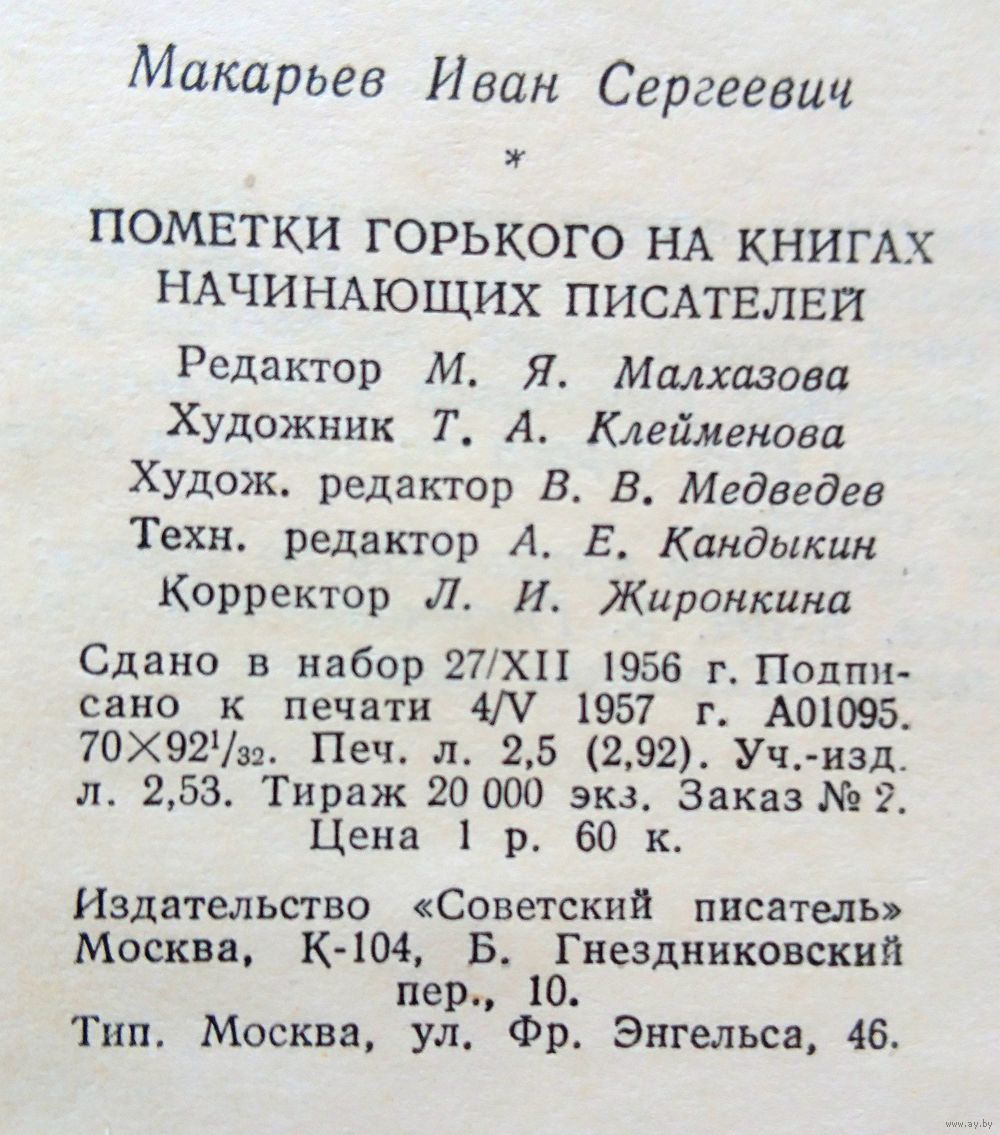 Макарьев Иван Сергеевич
*
ПОМЕТКИ ГОРЬКОГО НА КНИГАХ
НАЧИНАЮЩИХ ПИСАТЕЛЕЙ
Редактор М. Я. Малхазова
Художник Т. А. Клейменова
Худож. редактор В. В. Медведев
Техн. редактор А. Е. Кандыкин
Корректор Л. И. Жиронкина
Сдано в набор 27/XII 1956 г. Подпи-
сано к печати 4/V 1957 г. А01095.
70×92¹/₃₂. Печ. л. 2,5 (2,92). Уч.-изд.
л. 2,53. Тираж 20 000 экз. Заказ № 2.
Цена 1 р. 60 к.
Издательство «Советский писатель»
Москва, К-104, Б. Гнездниковский
пер., 10.
Тип. Москва, ул. Фр. Энгельса, 46.
www.ay.by